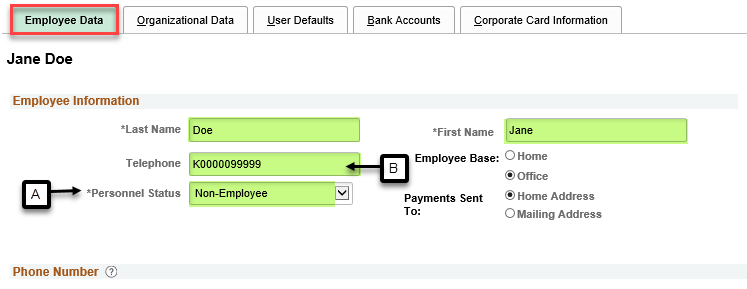 Employee Data Organizational Data User Defaults Bank Accounts Corporate Card Information
Jane Doe
Employee Information
*Last Name Doe *First Name Jane
Telephone K0000099999 B Employee Base: Home
Office
A *Personnel Status Non-Employee Payments Sent To: Home Address
Mailing Address
Phone Number ?